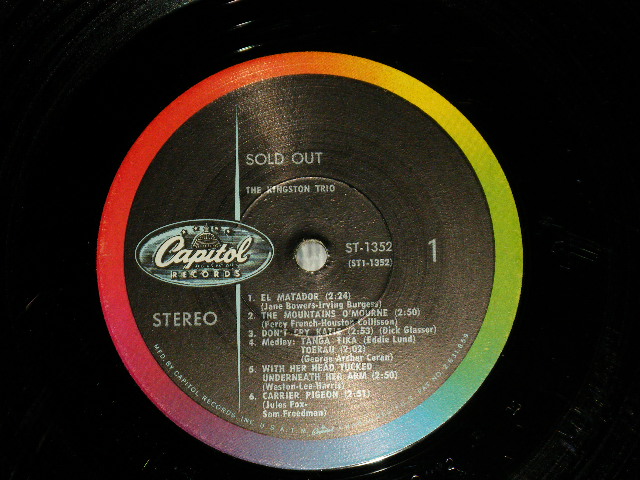 SOLD OUT
THE KINGSTON TRIO
Capitol
RECORDS
ST-1352
(ST1-1352)
1
STEREO
1. EL MATADOR (2:24)
(Jane Bowers-Irving Burgess)
2. THE MOUNTAINS O'MOURNE (2:50)
(Percy French-Houston Collisson)
3. DON'T CRY KATIE (2:53) (Dick Glasser)
4. Medley: TANGA TIKA (Eddie Lund)
TOERAU (2:02)
(George Archer Coran)
5. WITH HER HEAD TUCKED
UNDERNEATH HER ARM (2:50)
(Weston-Lee-Harris)
6. CARRIER PIGEON (2:51)
(Jules Fox-
Sam Freedman)
MFD. BY CAPITOL RECORDS, INC. U.S.A.